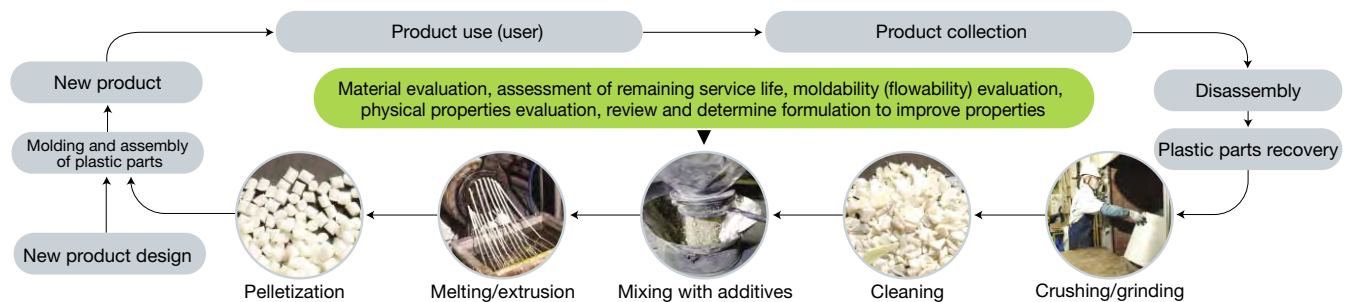 Product use (user)
Product collection
New product
Material evaluation, assessment of remaining service life, moldability (flowability) evaluation,
physical properties evaluation, review and determine formulation to improve properties
Disassembly
Molding and assembly
of plastic parts
Plastic parts recovery
New product design
Pelletization
Melting/extrusion
Mixing with additives
Cleaning
Crushing/grinding